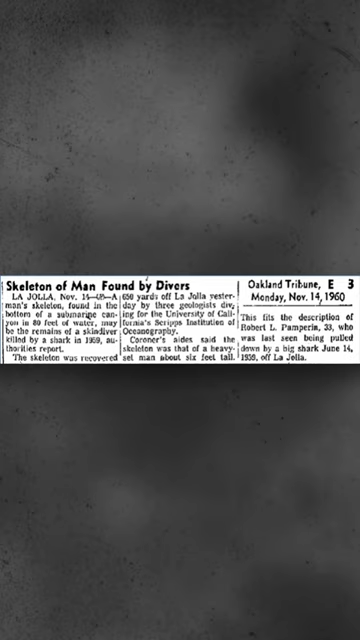 Skeleton of Man Found by Divers
LA JOLLA, Nov. 14—UPI—A
man's skeleton, found in the
bottom of a submarine can-
yon in 80 feet of water, may
be the remains of a skindiver
killed by a shark in 1959, au-
thorities report.
The skeleton was recovered
650 yards off La Jolla yester-
day by three geologists div-
ing for the University of Cali-
fornia's Scripps Institution of
Oceanography.
Coroner's aides said the
skeleton was that of a heavy-
set man about six feet tall.
Oakland Tribune, E 3
Monday, Nov. 14, 1960
This fits the description of
Robert L. Pamperin, 33, who
was last seen being pulled
down by a big shark June 14,
1959, off La Jolla.